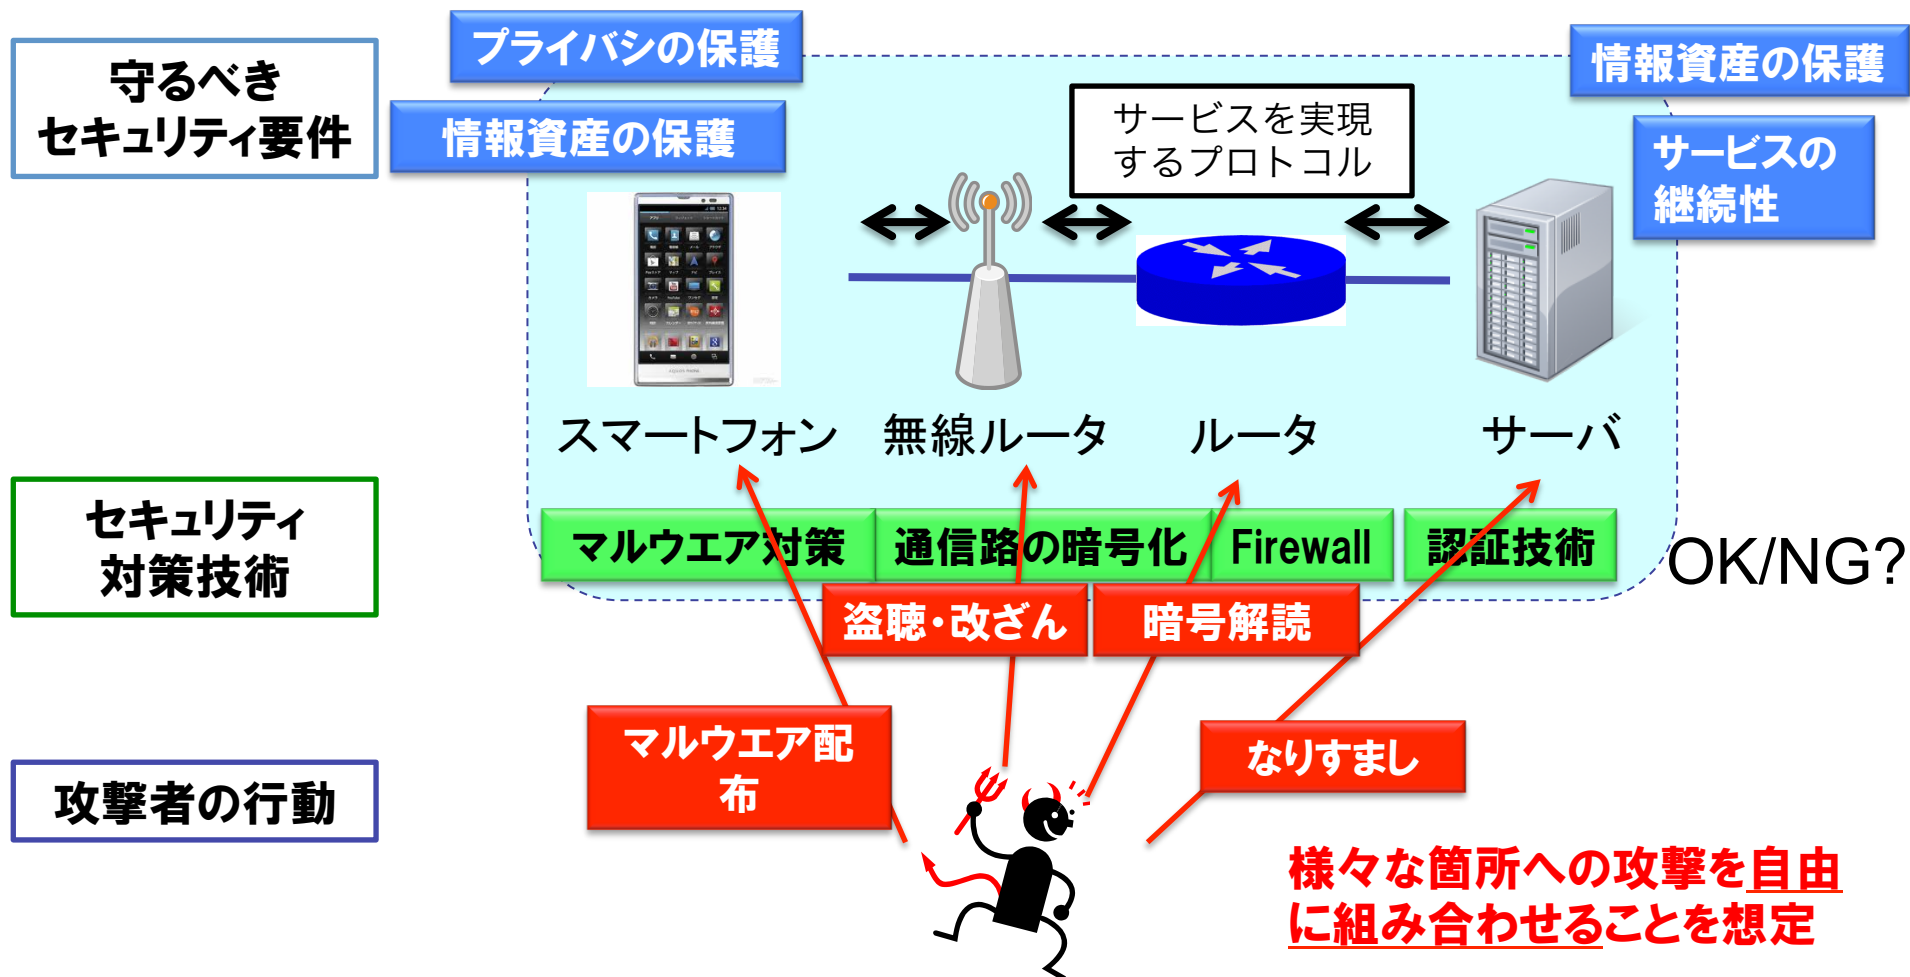 プライバシの保護
情報資産の保護
守るべき
セキュリティ要件
情報資産の保護
サービスを実現
するプロトコル
サービスの
継続性
スマートフォン
無線ルータ
ルータ
サーバ
セキュリティ
対策技術
マルウエア対策
通信路の暗号化
Firewall
認証技術
OK/NG?
盗聴・改ざん
暗号解読
マルウエア配
布
なりすまし
攻撃者の行動
様々な箇所への攻撃を自由
に組み合わせることを想定